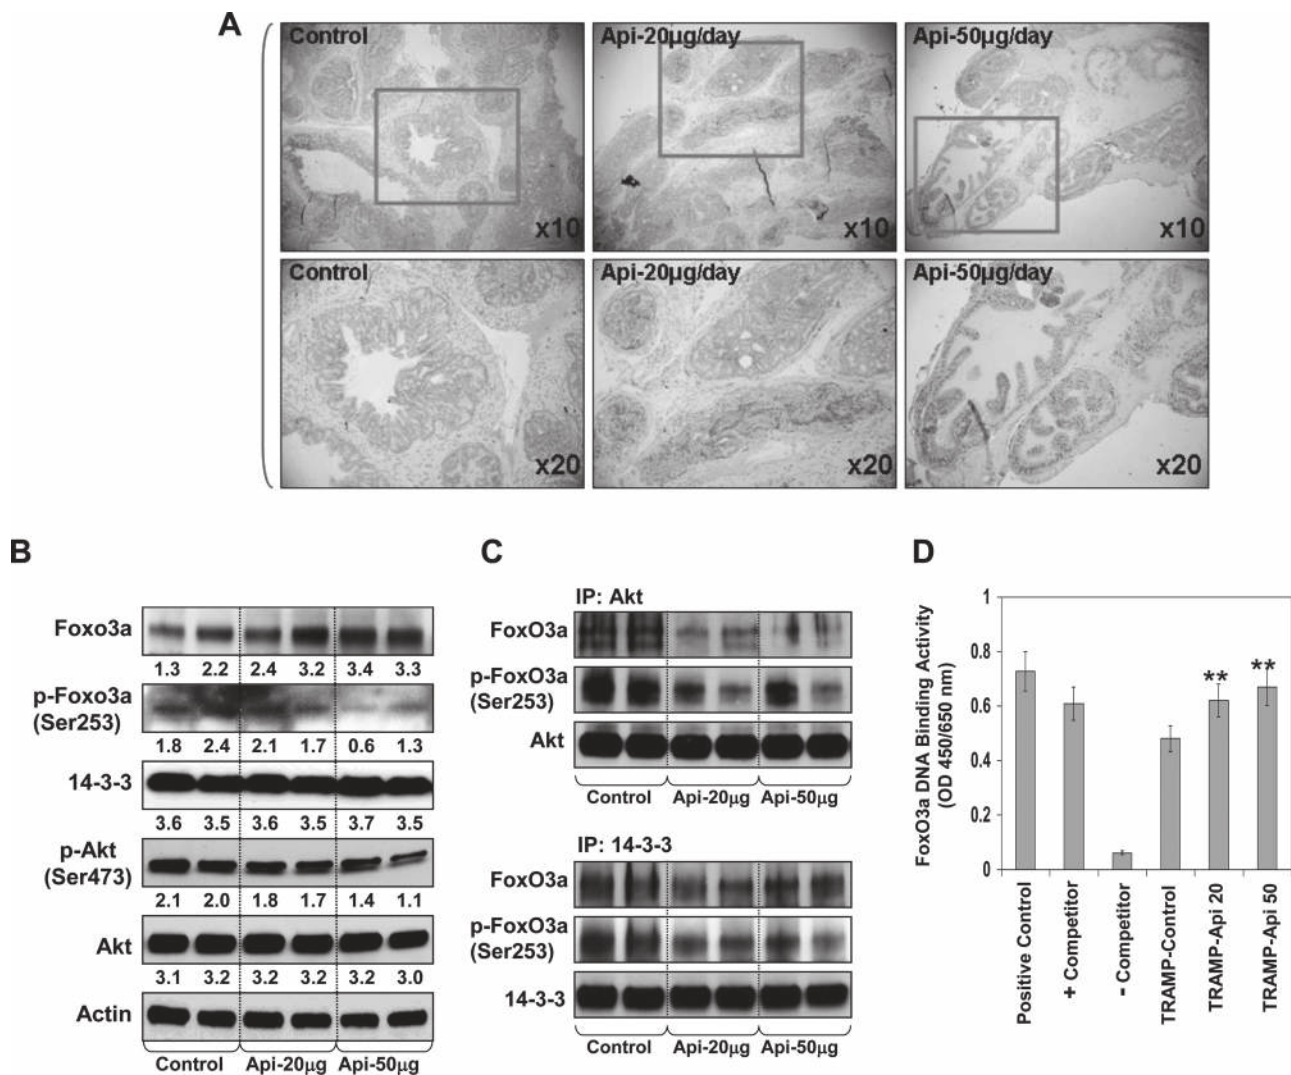 A
Control
Api-20µg/day
Api-50µg/day
x10
x10
x10
Control
Api-20µg/day
Api-50µg/day
x20
x20
x20
B
Foxo3a
1.3 2.2 2.4 3.2 3.4 3.3
p-Foxo3a
(Ser253)
1.8 2.4 2.1 1.7 0.6 1.3
14-3-3
3.6 3.5 3.6 3.5 3.7 3.5
p-Akt
(Ser473)
2.1 2.0 1.8 1.7 1.4 1.1
Akt
3.1 3.2 3.2 3.2 3.2 3.0
Actin
Control Api-20µg Api-50µg
C
IP: Akt
FoxO3a
p-FoxO3a
(Ser253)
Akt
Control Api-20µg Api-50µg
IP: 14-3-3
FoxO3a
p-FoxO3a
(Ser253)
14-3-3
Control Api-20µg Api-50µg
D
FoxO3a DNA Binding Activity
(OD 450/650 nm)
1
0.8
0.6
0.4
0.2
0
** **
Positive Control
+ Competitor
- Competitor
TRAMP-Control
TRAMP-Api 20
TRAMP-Api 50